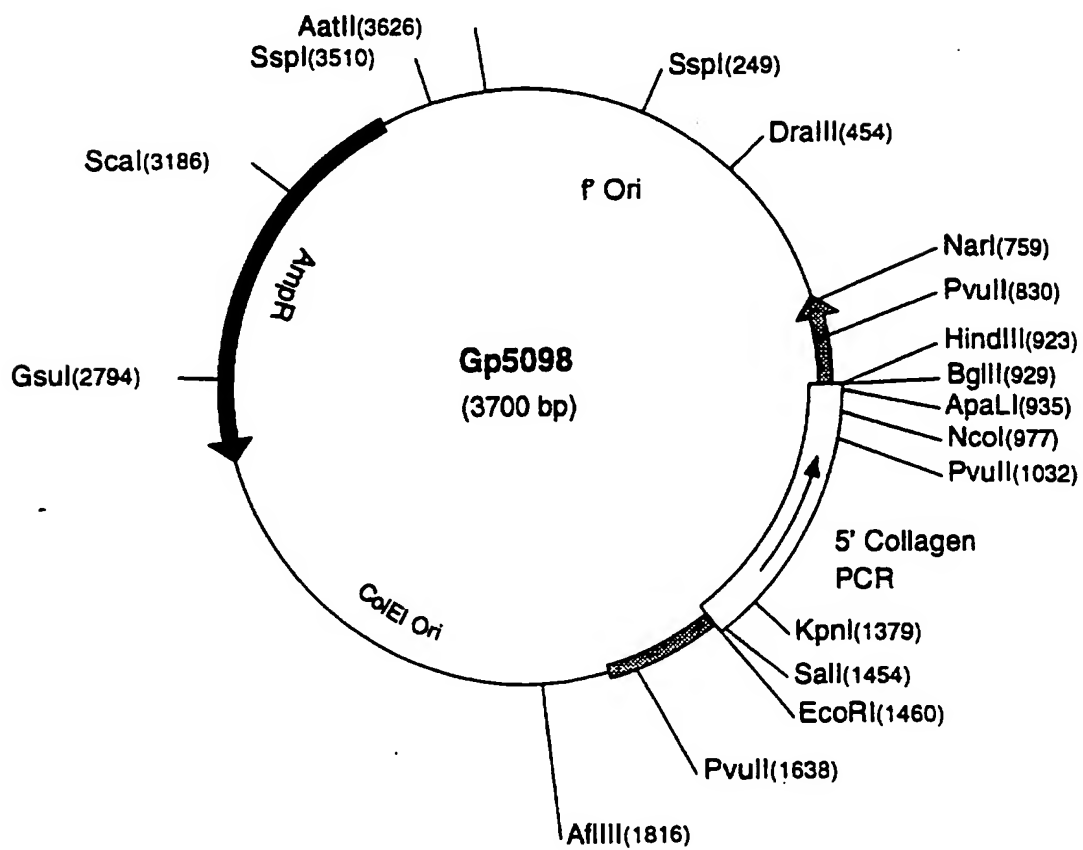 AatII(3626)
SspI(3510)
SspI(249)
DraIII(454)
ScaI(3186)
f' Ori
NarI(759)
PvuII(830)
AmpR
HindIII(923)
Gp5098
(3700 bp)
GsuI(2794)
BglII(929)
ApaLI(935)
NcoI(977)
PvuII(1032)
5' Collagen
PCR
ColEI Ori
KpnI(1379)
SalI(1454)
EcoRI(1460)
PvuII(1638)
AflIII(1816)